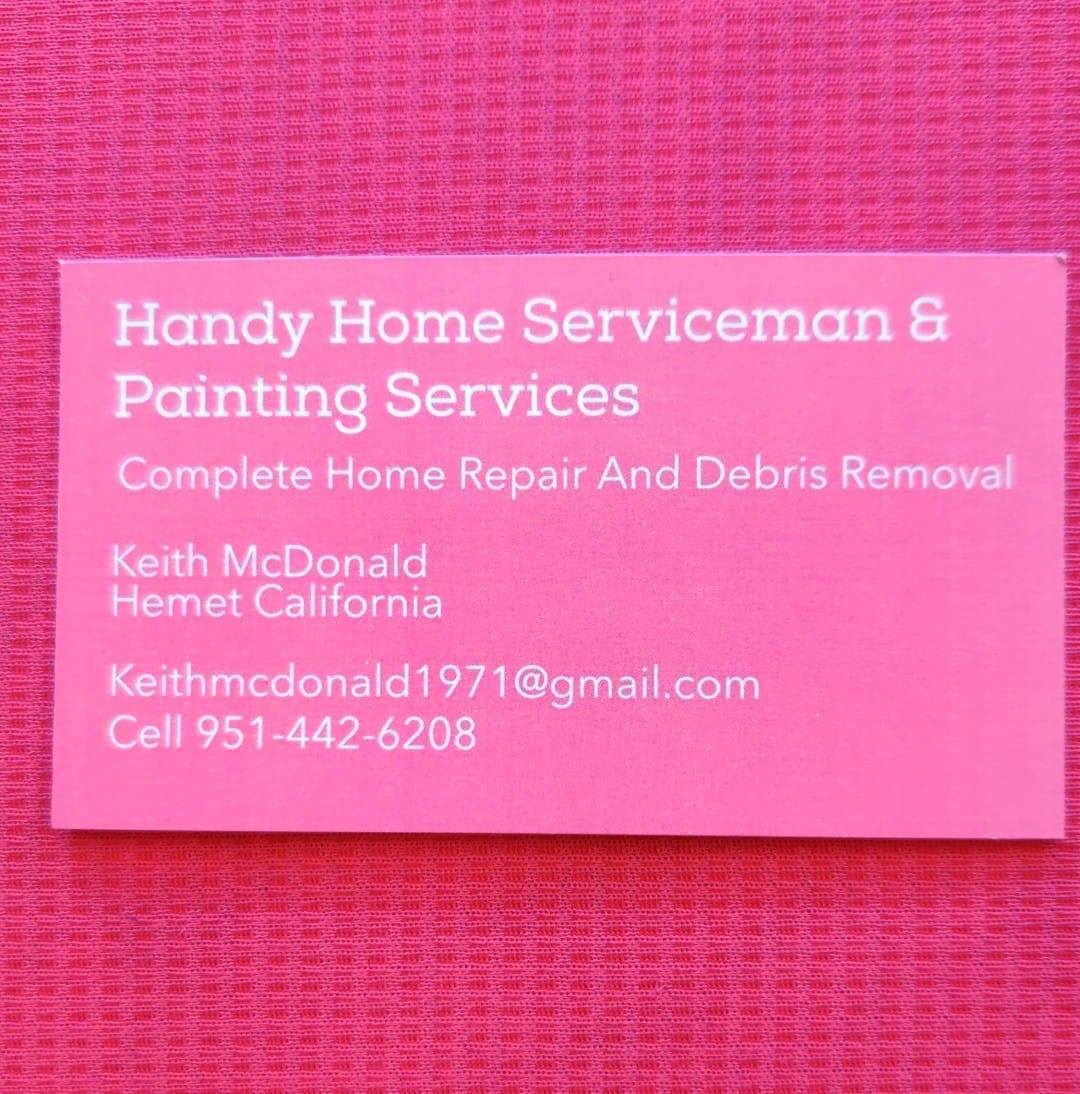 Handy Home Serviceman &
Painting Services
Complete Home Repair And Debris Removal
Keith McDonald
Hemet California
Keithmcdonald1971@gmail.com
Cell 951-442-6208